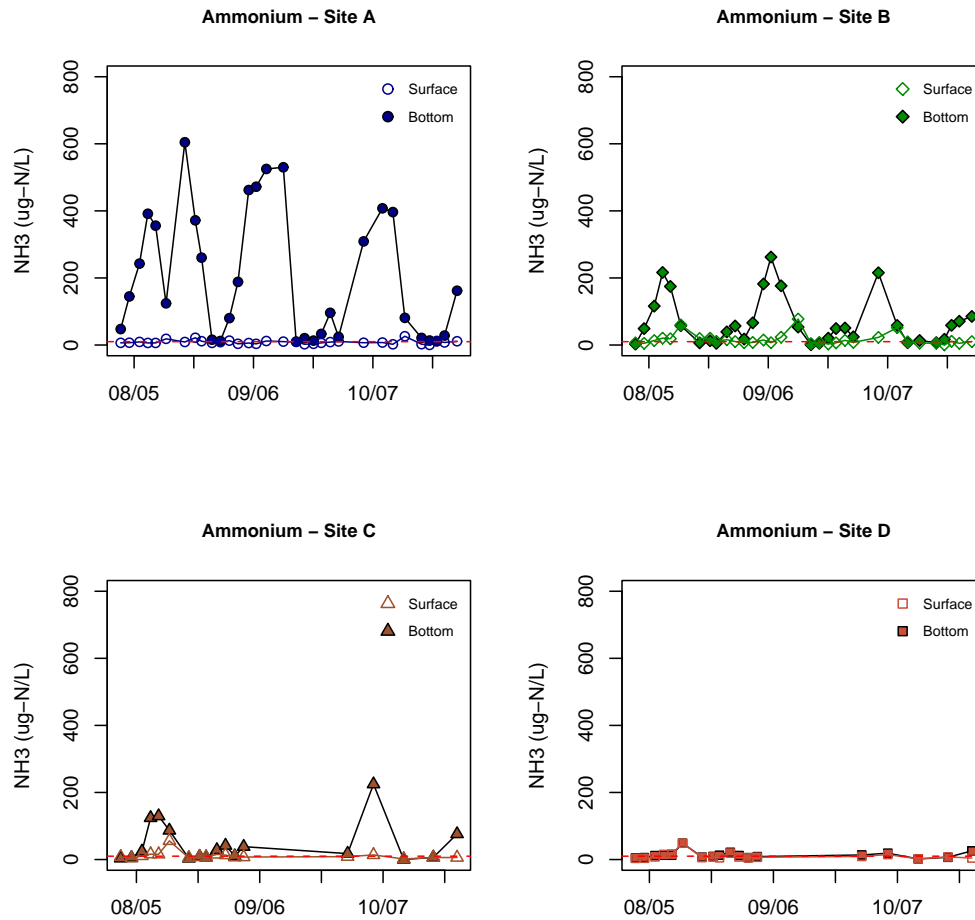 Ammonium – Site A
NH3 (ug–N/L)
800
600
400
200
0
Surface
Bottom
08/05 09/06 10/07
Ammonium – Site B
NH3 (ug–N/L)
800
600
400
200
0
Surface
Bottom
08/05 09/06 10/07
Ammonium – Site C
NH3 (ug–N/L)
800
600
400
200
0
Surface
Bottom
08/05 09/06 10/07
Ammonium – Site D
NH3 (ug–N/L)
800
600
400
200
0
Surface
Bottom
08/05 09/06 10/07